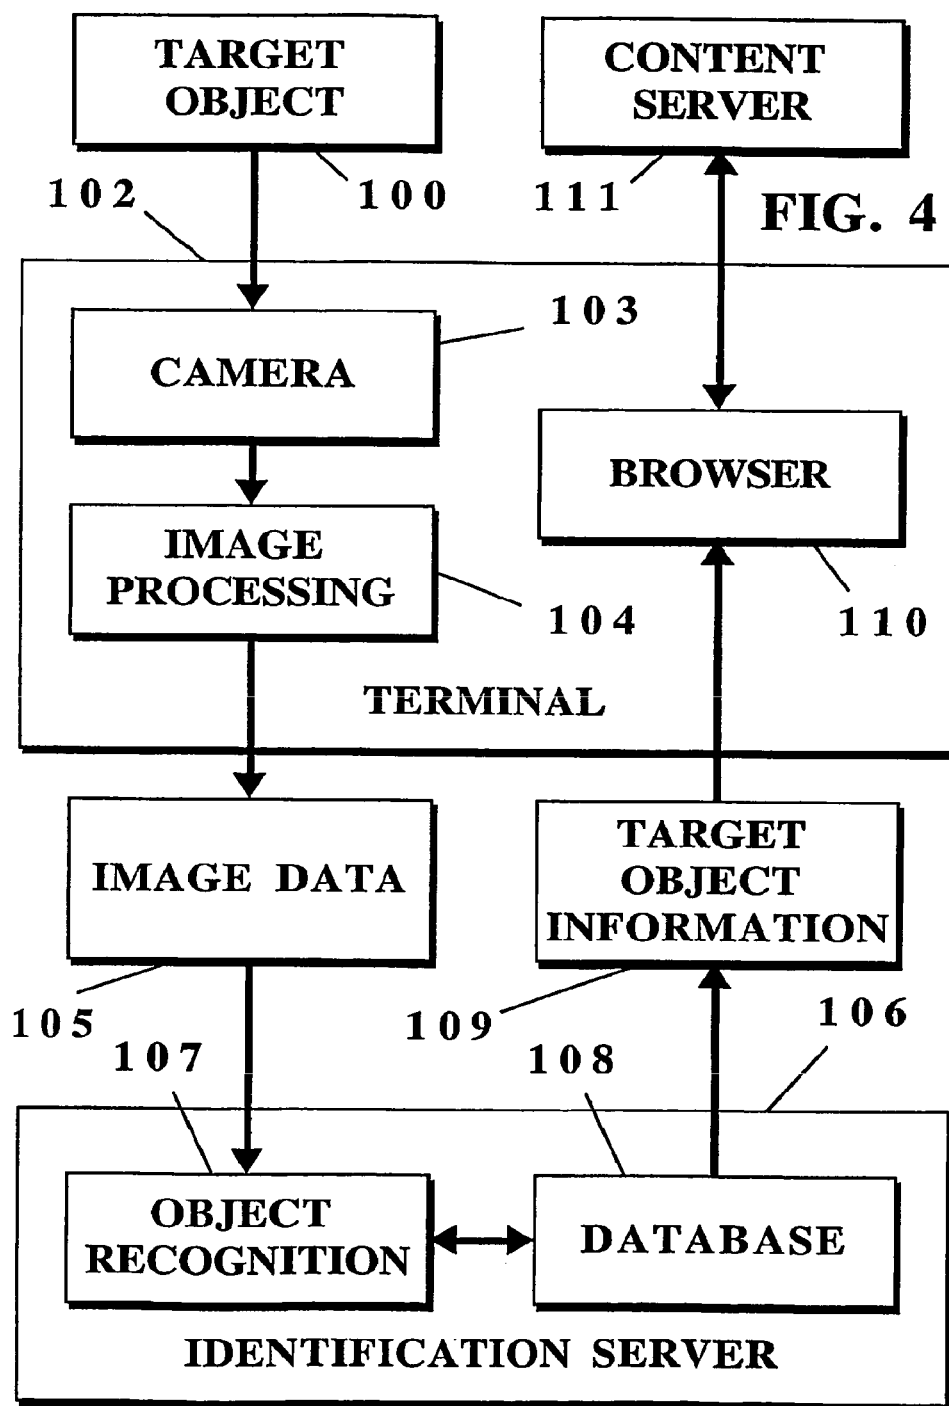 TARGET
OBJECT
CONTENT
SERVER
102
100
111
FIG. 4
103
CAMERA
BROWSER
IMAGE
PROCESSING
104
110
TERMINAL
IMAGE DATA
TARGET
OBJECT
INFORMATION
105
109
106
107
108
OBJECT
RECOGNITION
DATABASE
IDENTIFICATION SERVER